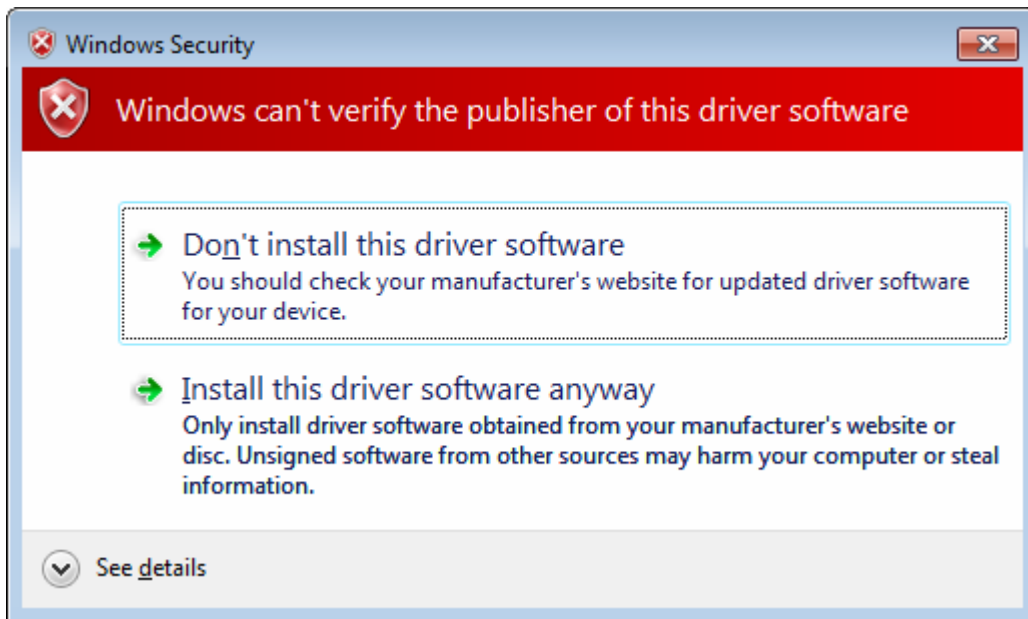 Windows Security
Windows can't verify the publisher of this driver software
Don't install this driver software
You should check your manufacturer's website for updated driver software
for your device.
Install this driver software anyway
Only install driver software obtained from your manufacturer's website or
disc. Unsigned software from other sources may harm your computer or steal
information.
See details